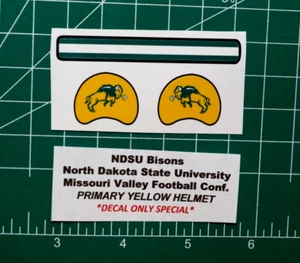 NDSU Bisons
North Dakota State University
Missouri Valley Football Conf.
PRIMARY YELLOW HELMET
*DECAL ONLY SPECIAL*
3 4 5 6